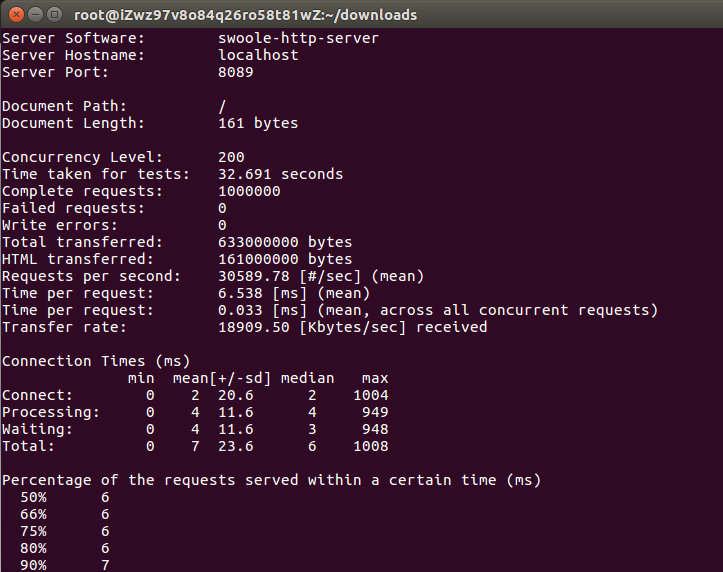 root@iZwz97v8o84q26ro58t81wZ:~/downloads
Server Software:        swoole-http-server
Server Hostname:        localhost
Server Port:            8089

Document Path:          /
Document Length:        161 bytes

Concurrency Level:      200
Time taken for tests:   32.691 seconds
Complete requests:      1000000
Failed requests:        0
Write errors:           0
Total transferred:      633000000 bytes
HTML transferred:       161000000 bytes
Requests per second:    30589.78 [#/sec] (mean)
Time per request:       6.538 [ms] (mean)
Time per request:       0.033 [ms] (mean, across all concurrent requests)
Transfer rate:          18909.50 [Kbytes/sec] received

Connection Times (ms)
              min  mean[+/-sd] median   max
Connect:        0    2  20.6      2    1004
Processing:     0    4  11.6      4     949
Waiting:        0    4  11.6      3     948
Total:          0    7  23.6      6    1008

Percentage of the requests served within a certain time (ms)
  50%      6
  66%      6
  75%      6
  80%      6
  90%      7